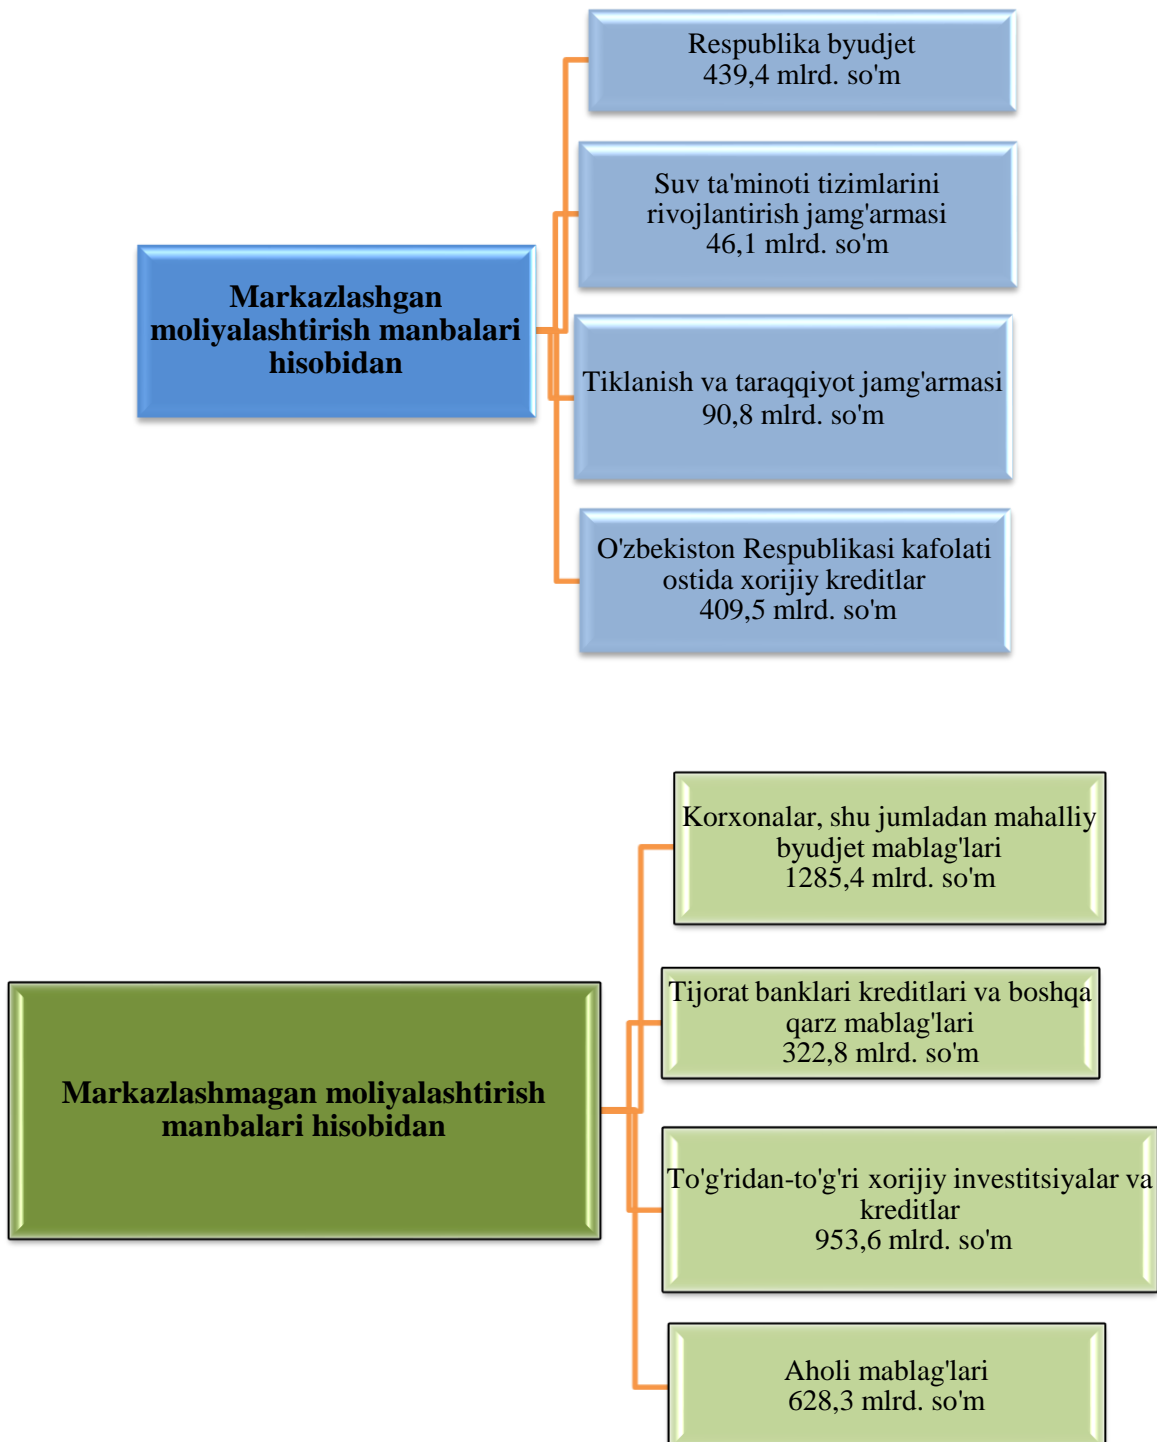 Respublika byudjet
439,4 mlrd. so'm
Suv ta'minoti tizimlarini
rivojlantirish jamg'armasi
46,1 mlrd. so'm
Markazlashgan
moliyalashtirish manbalari
hisobidan
Tiklanish va taraqqiyot jamg'armasi
90,8 mlrd. so'm
O'zbekiston Respublikasi kafolati
ostida xorijiy kreditlar
409,5 mlrd. so'm
Korxonalar, shu jumladan mahalliy
byudjet mablag'lari
1285,4 mlrd. so'm
Tijorat banklari kreditlari va boshqa
qarz mablag'lari
322,8 mlrd. so'm
Markazlashmagan moliyalashtirish
manbalari hisobidan
To'g'ridan-to'g'ri xorijiy investitsiyalar va
kreditlar
953,6 mlrd. so'm
Aholi mablag'lari
628,3 mlrd. so'm